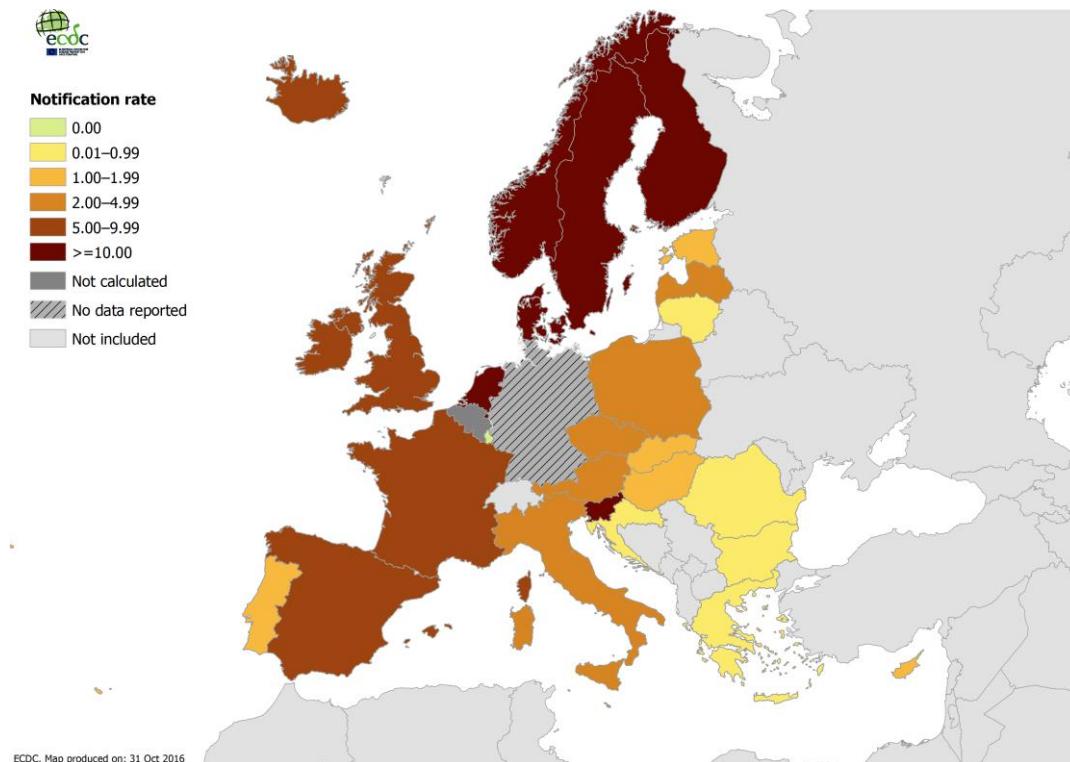 ecdc
Notification rate
0.00
0.01–0.99
1.00–1.99
2.00–4.99
5.00–9.99
>=10.00
Not calculated
No data reported
Not included
ECDC. Map produced on: 31 Oct 2016